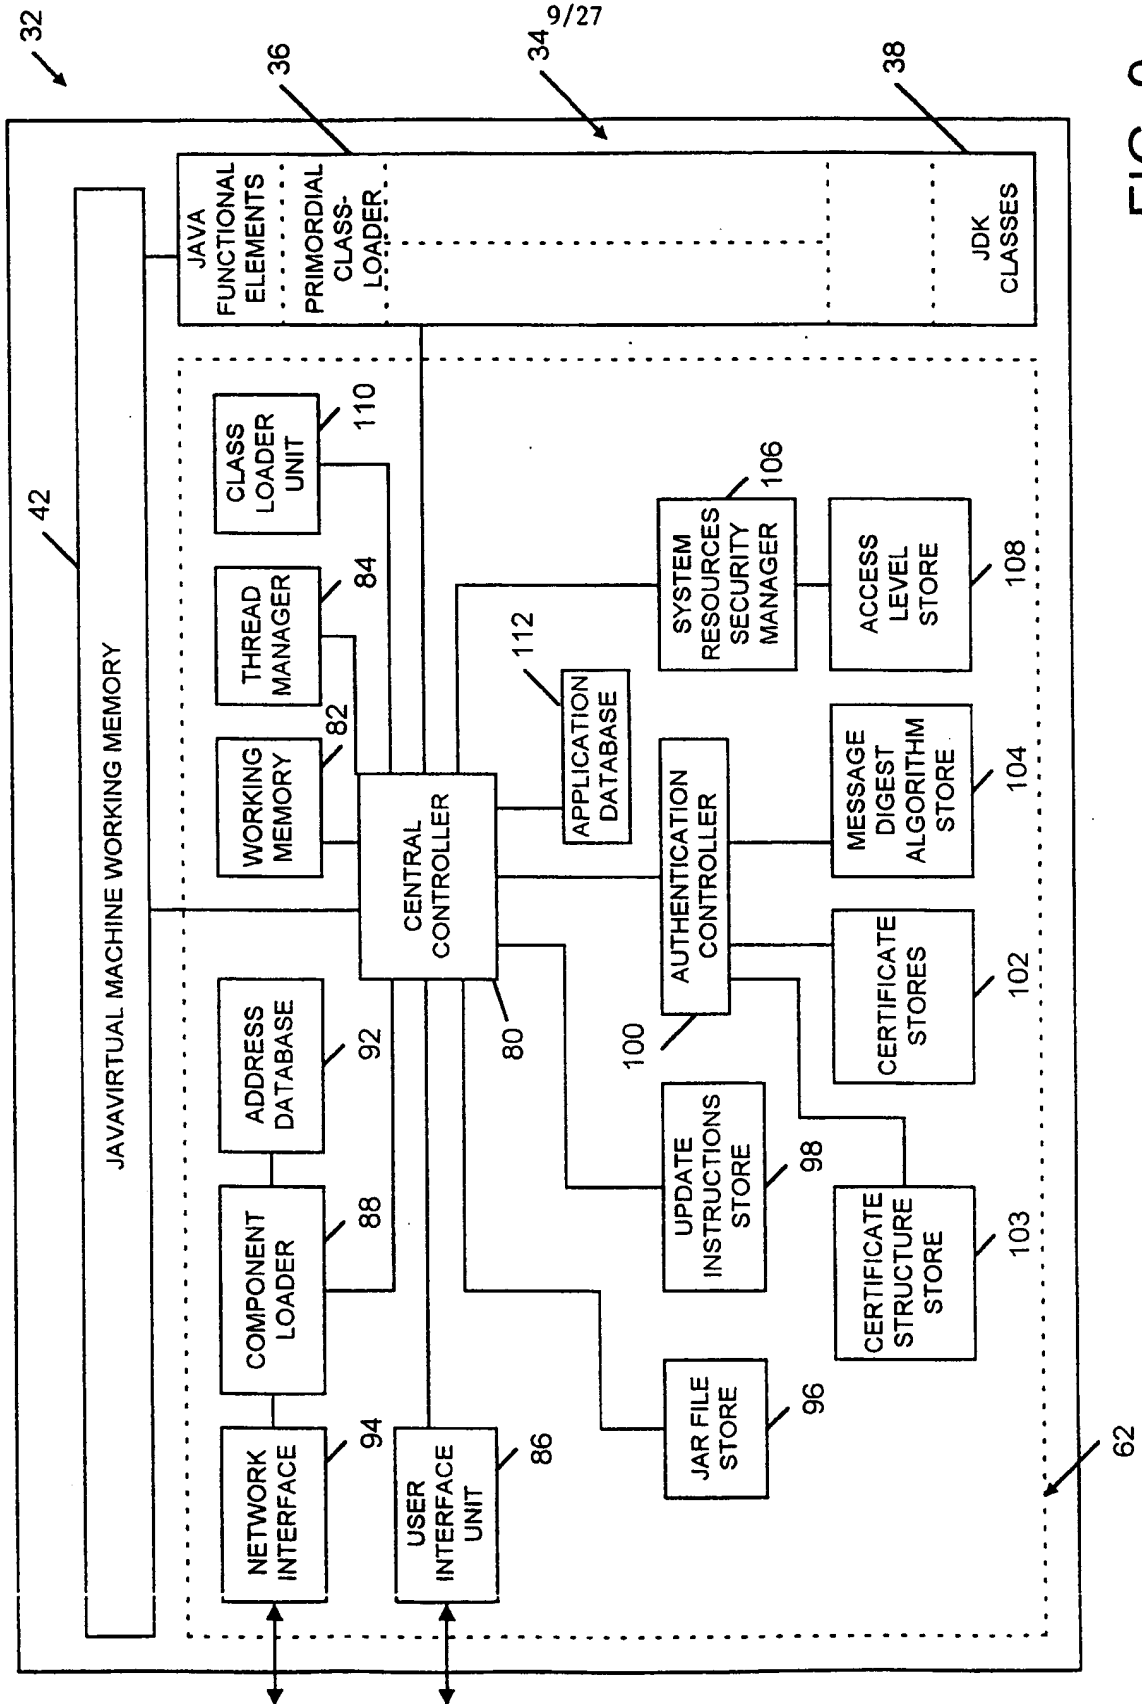 9/27
32
42
JAVAVIRTUAL MACHINE WORKING MEMORY
36
34
38
JAVA
FUNCTIONAL
ELEMENTS
PRIMORDIAL
CLASS-
LOADER
JDK
CLASSES
NETWORK
INTERFACE
94
COMPONENT
LOADER
88
ADDRESS
DATABASE
92
WORKING
MEMORY
82
THREAD
MANAGER
84
CLASS
LOADER
UNIT
110
USER
INTERFACE
UNIT
86
CENTRAL
CONTROLLER
80
APPLICATION
DATABASE
112
JAR FILE
STORE
96
UPDATE
INSTRUCTIONS
STORE
98
AUTHENTICATION
CONTROLLER
100
SYSTEM
RESOURCES
SECURITY
MANAGER
106
CERTIFICATE
STRUCTURE
STORE
103
CERTIFICATE
STORES
102
MESSAGE
DIGEST
ALGORITHM
STORE
104
ACCESS
LEVEL
STORE
108
62
FIG.